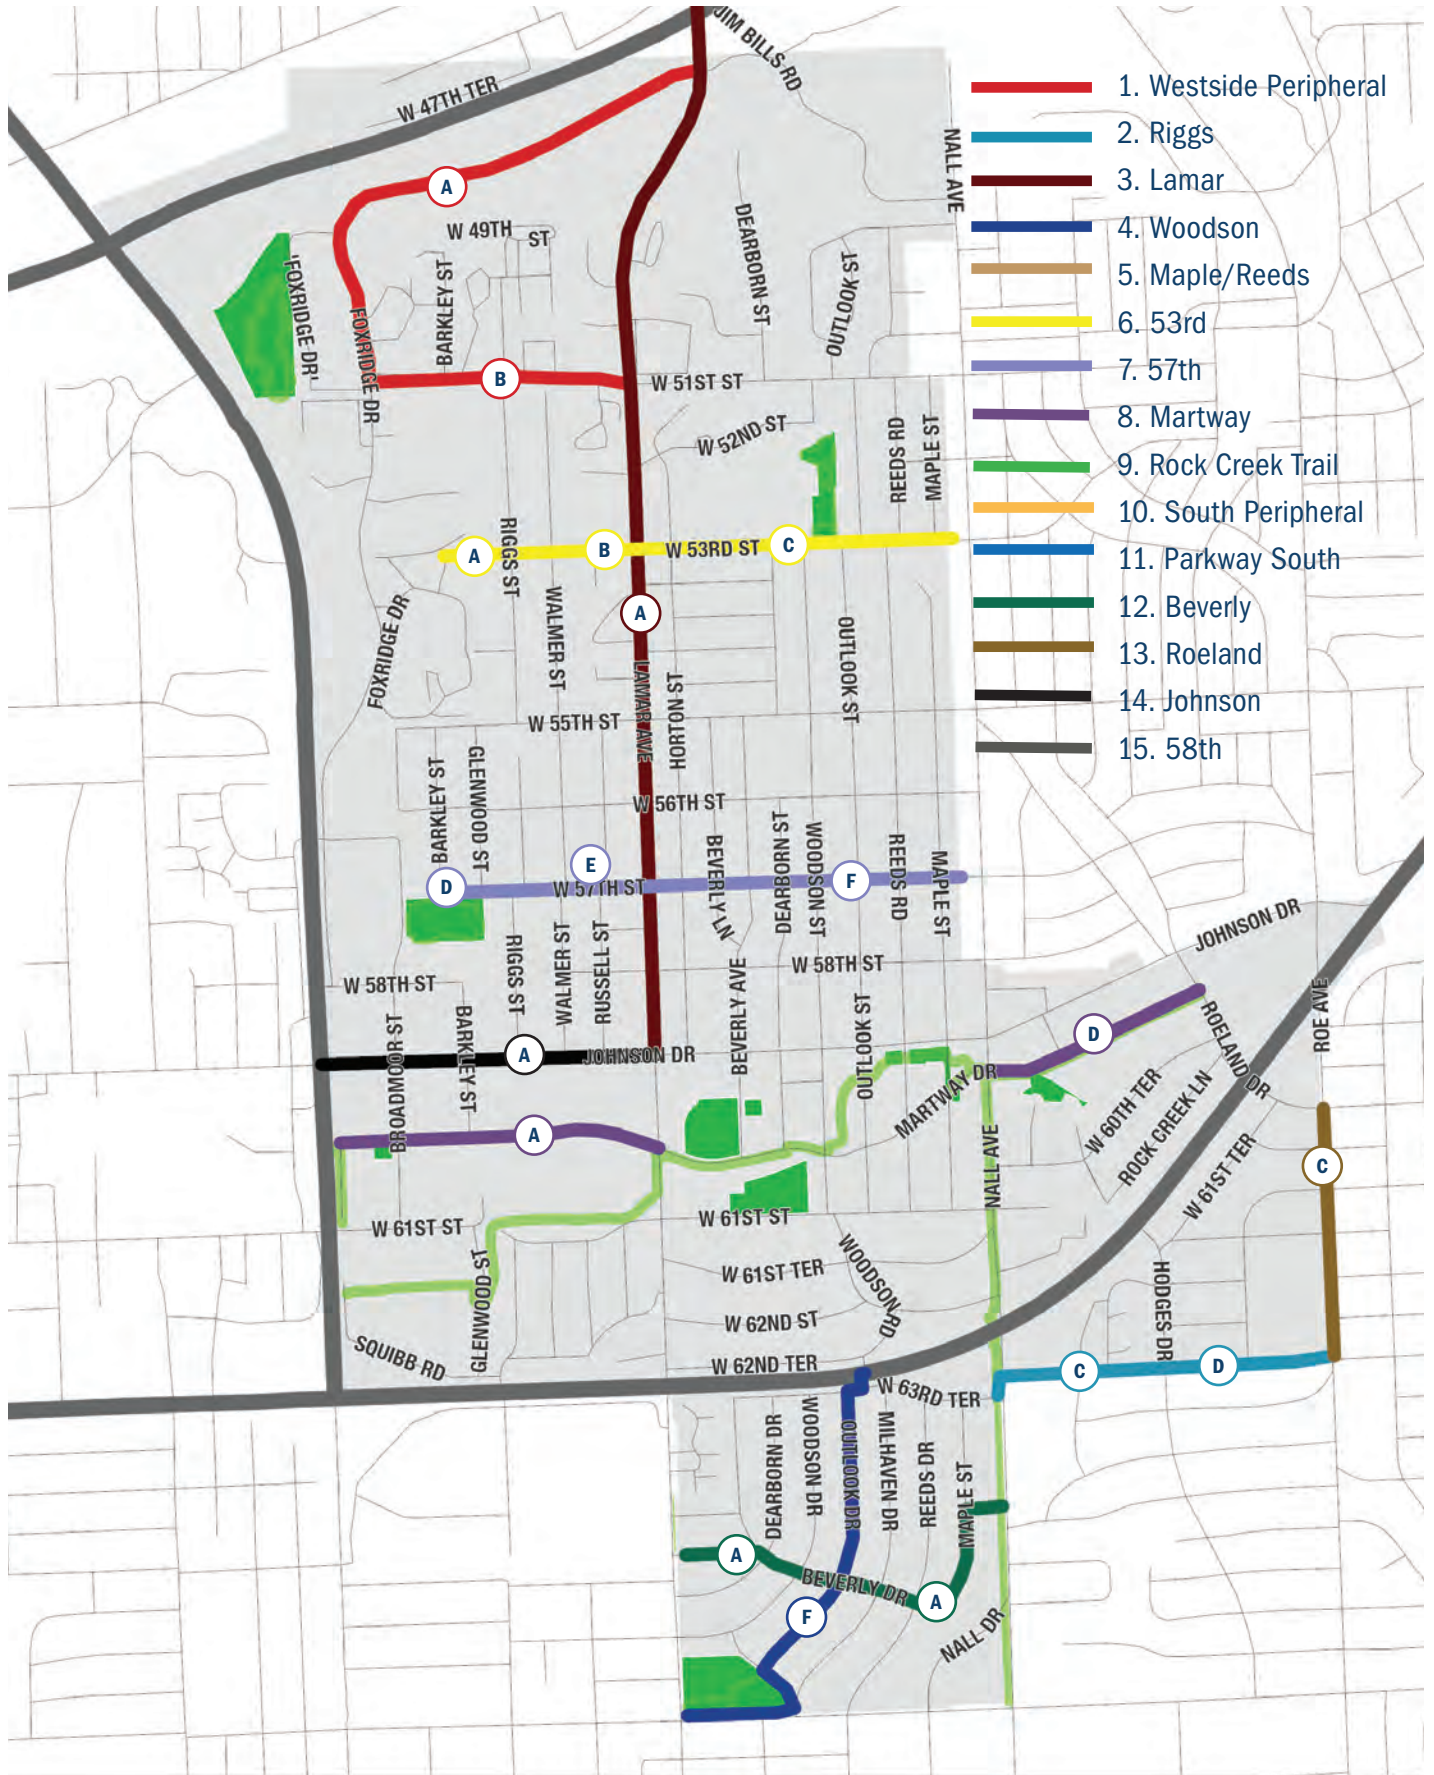 JIM BILLS RD
W 47TH TER
1. Westside Peripheral
2. Riggs
3. Lamar
4. Woodson
5. Maple/Reeds
6. 53rd
7. 57th
8. Martway
9. Rock Creek Trail
10. South Peripheral
11. Parkway South
12. Beverly
13. Roeland
14. Johnson
15. 58th
NALL AVE
A
W 49TH ST
DEARBORN ST
OUTLOOK ST
'FOXRIDGE DR'
BARKLEY ST
FOXRIDGE DR
B
W 51ST ST
W 52ND ST
REEDS RD
MAPLE ST
RIGGS ST
A
B
W 53RD ST
C
FOXRIDGE DR
WALMER ST
A
OUTLOOK ST
LAMAR AVE
HORTON ST
W 55TH ST
BARKLEY ST
GLENWOOD ST
W 56TH ST
BEVERLY LN
DEARBORN ST
WOODSON ST
REEDS RD
MAPLE ST
D
E
W 57TH ST
F
JOHNSON DR
RIGGS ST
WALMER ST
RUSSELL ST
W 58TH ST
W 58TH ST
BEVERLY AVE
OUTLOOK ST
ROE AVE
BROADMOOR ST
BARKLEY ST
A
JOHNSON DR
D
ROELAND DR
MARTWAY DR
W 60TH TER
ROCK CREEK LN
A
NALL AVE
W 61ST TER
C
W 61ST ST
W 61ST ST
GLENWOOD ST
W 61ST TER
WOODSON RD
HODGES DR
W 62ND ST
SQUIBB RD
W 62ND TER
W 63RD TER
C
D
DEARBORN DR
WOODSON DR
OUTLOOK DR
MILHAVEN DR
REEDS DR
MAPLE ST
A
BEVERLY DR
A
F
NALL DR